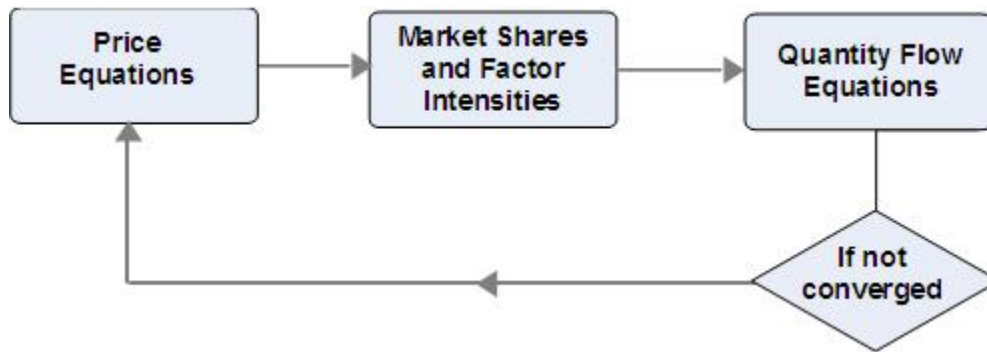 Price
Equations
Market Shares
and Factor
Intensities
Quantity Flow
Equations
If not
converged